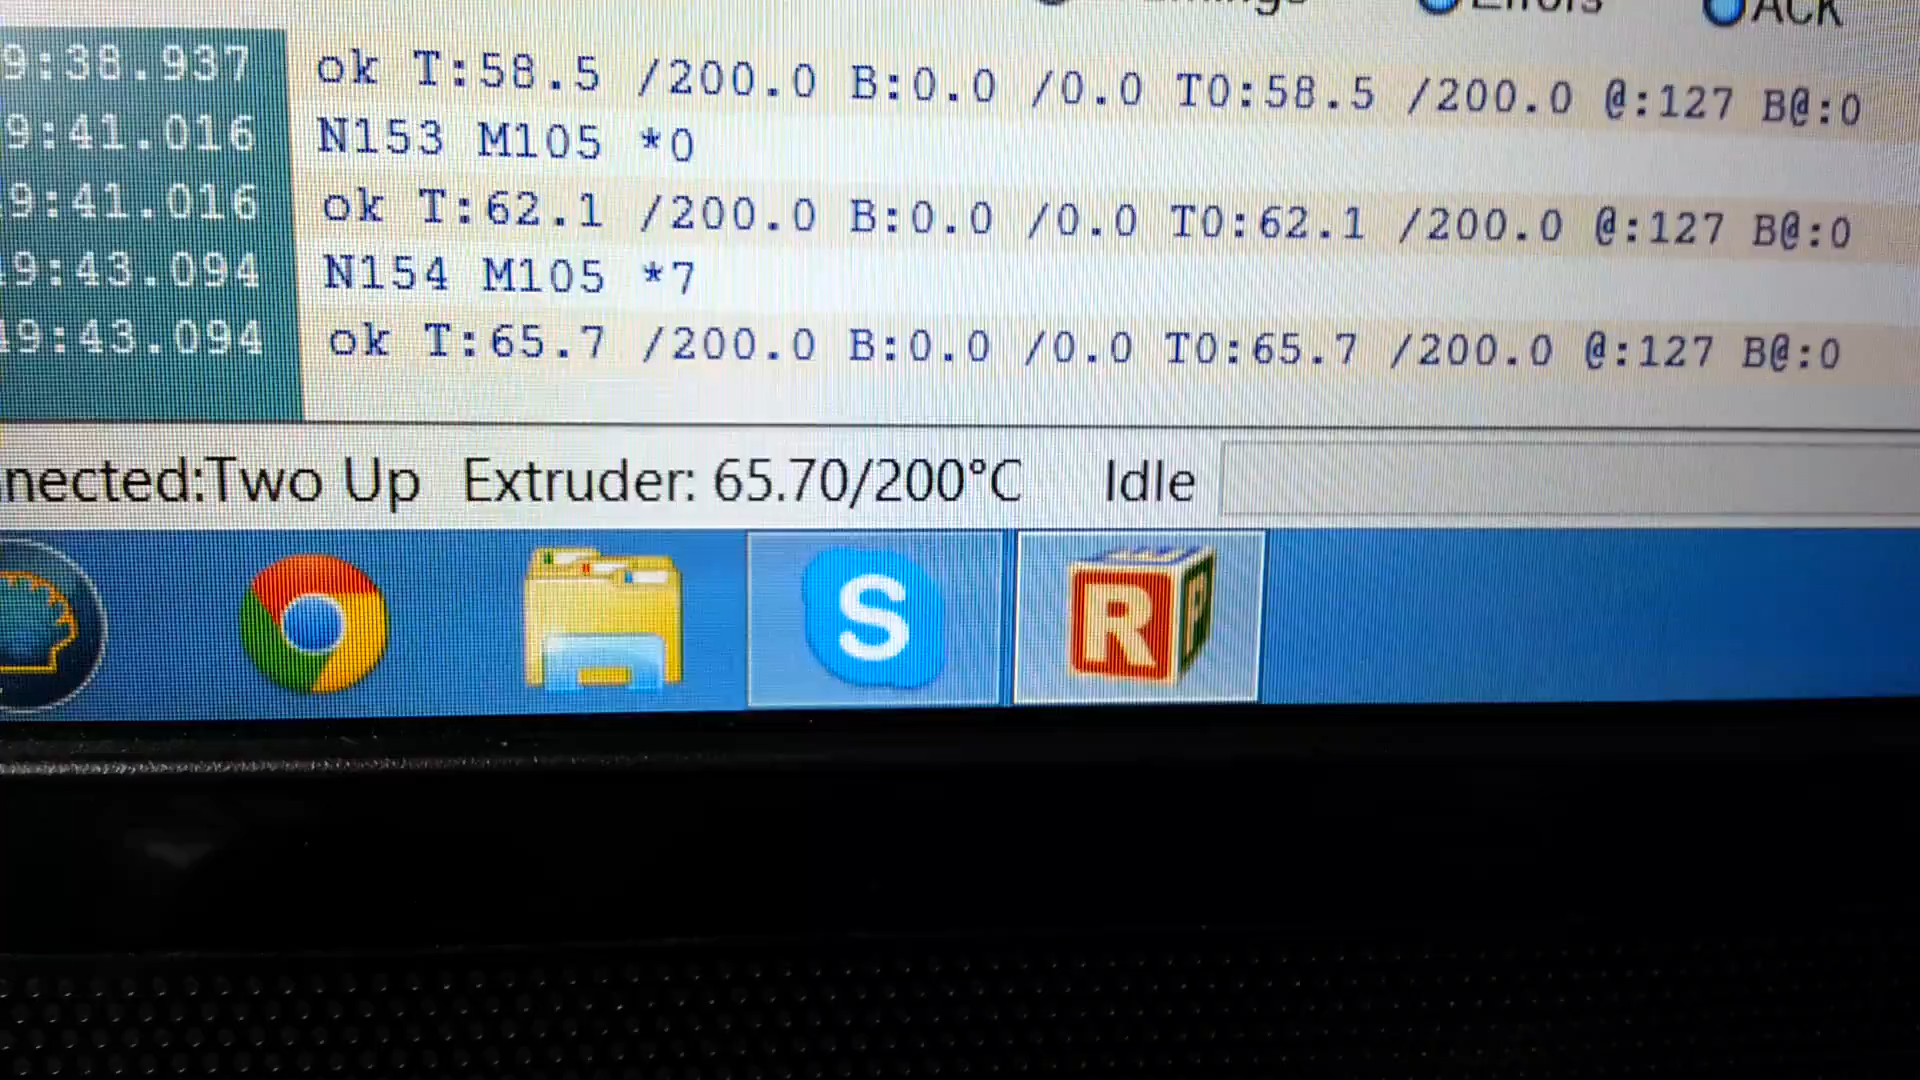 Errors ACK
9:38.937 ok T:58.5 /200.0 B:0.0 /0.0 T0:58.5 /200.0 @:127 B@:0
9:41.016 N153 M105 *0
9:41.016 ok T:62.1 /200.0 B:0.0 /0.0 T0:62.1 /200.0 @:127 B@:0
9:43.094 N154 M105 *7
49:43.094 ok T:65.7 /200.0 B:0.0 /0.0 T0:65.7 /200.0 @:127 B@:0
nected:Two Up Extruder: 65.70/200°C Idle
S R P